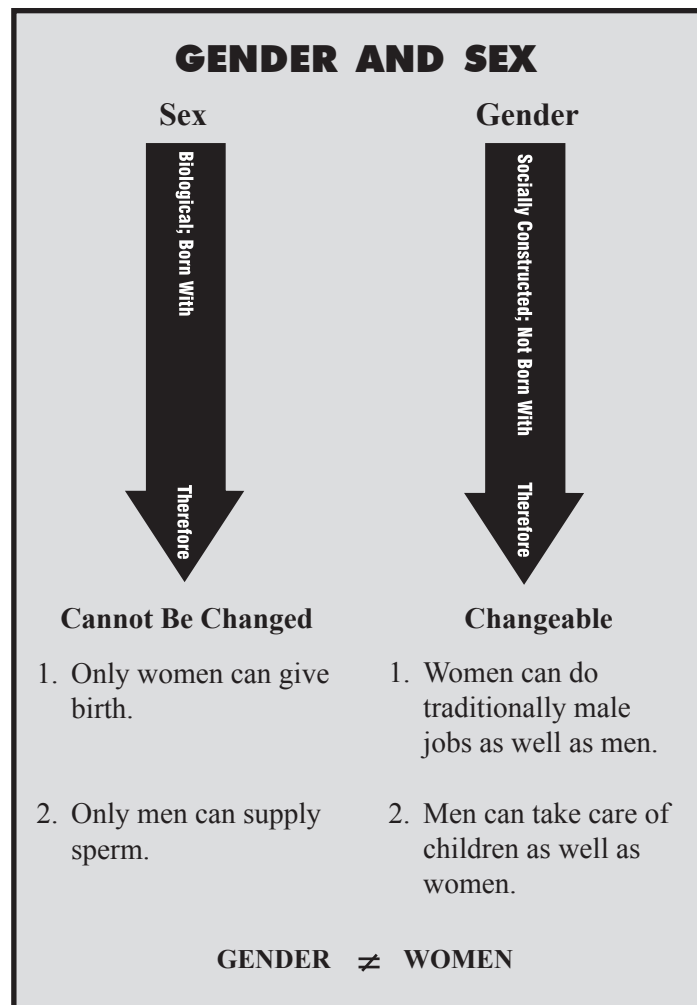 GENDER AND SEX
Sex
Biological; Born With
Therefore
Cannot Be Changed
1. Only women can give
birth.
2. Only men can supply
sperm.
Gender
Socially Constructed; Not Born With
Therefore
Changeable
1. Women can do
traditionally male
jobs as well as men.
2. Men can take care of
children as well as
women.
GENDER ≠ WOMEN